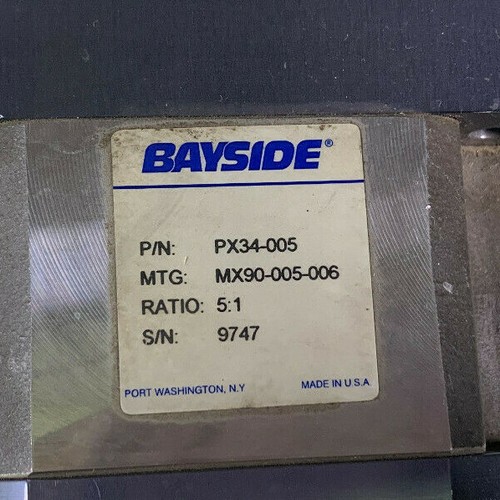 BAYSIDE®
P/N: PX34-005
MTG: MX90-005-006
RATIO: 5:1
S/N: 9747
PORT WASHINGTON, N.Y MADE IN U.S.A